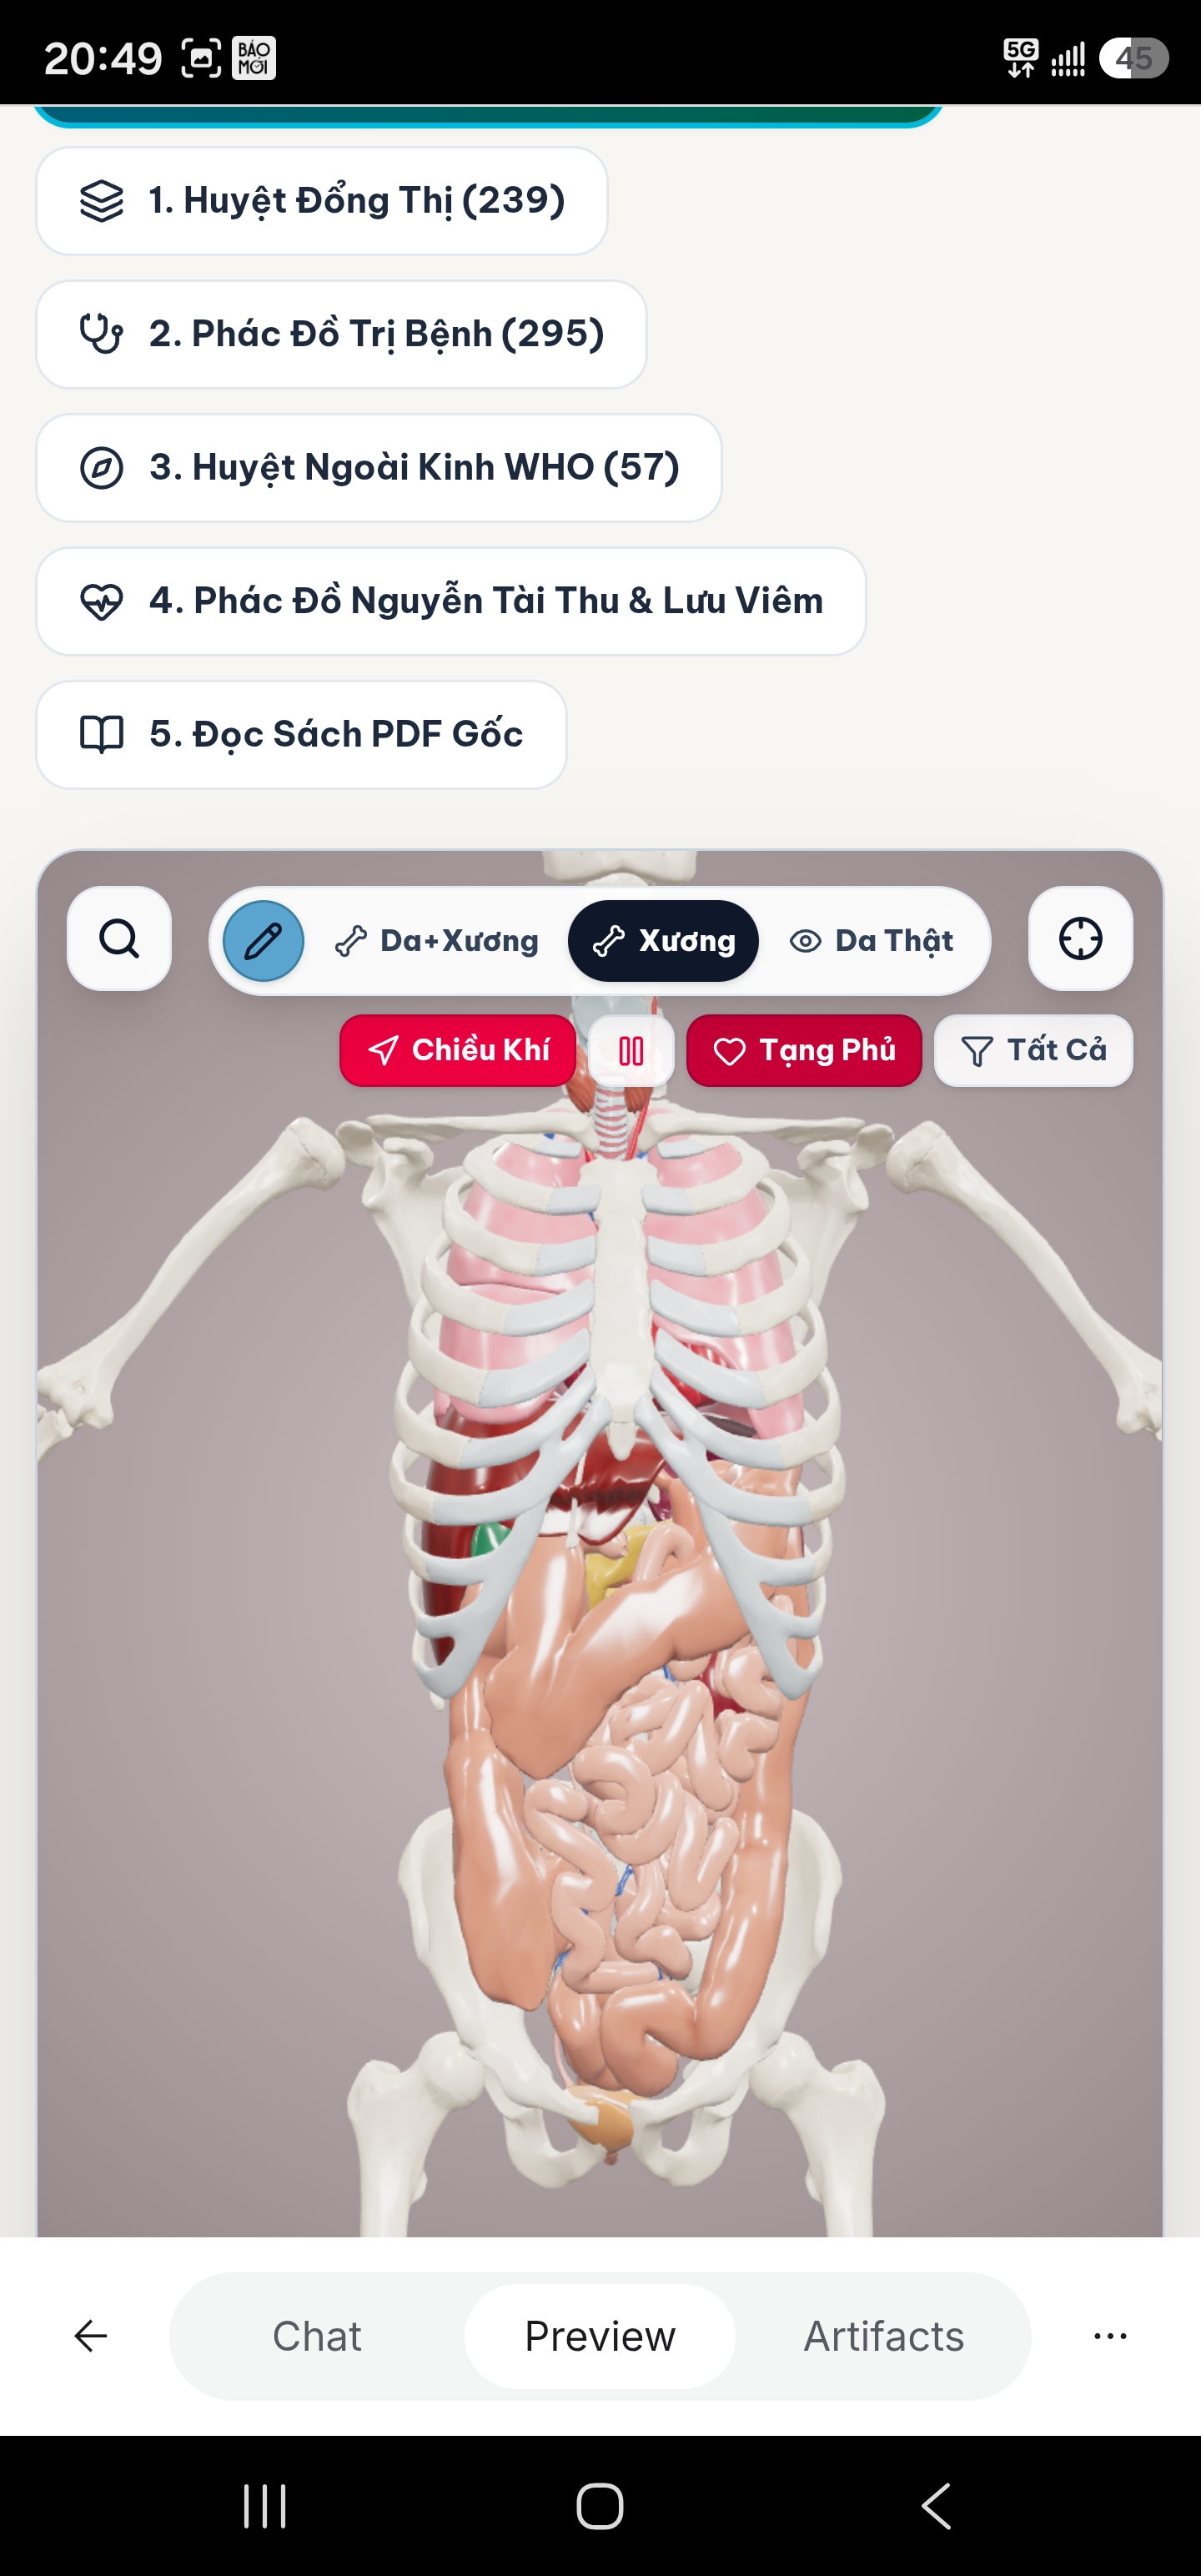 20:49
BÁO
MỚI
5G
45
1. Huyệt Đổng Thị (239)
2. Phác Đồ Trị Bệnh (295)
3. Huyệt Ngoài Kinh WHO (57)
4. Phác Đồ Nguyễn Tài Thu & Lưu Viêm
5. Đọc Sách PDF Gốc
Da+Xương
Xương
Da Thật
Chiều Khí
Tạng Phủ
Tất Cả
Chat
Preview
Artifacts